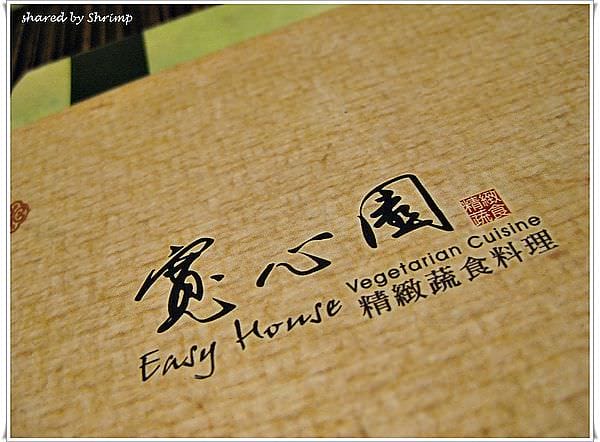 shared by Shrimp
寬心園
精緻
蔬食
Easy House
Vegetarian Cuisine
精緻蔬食料理